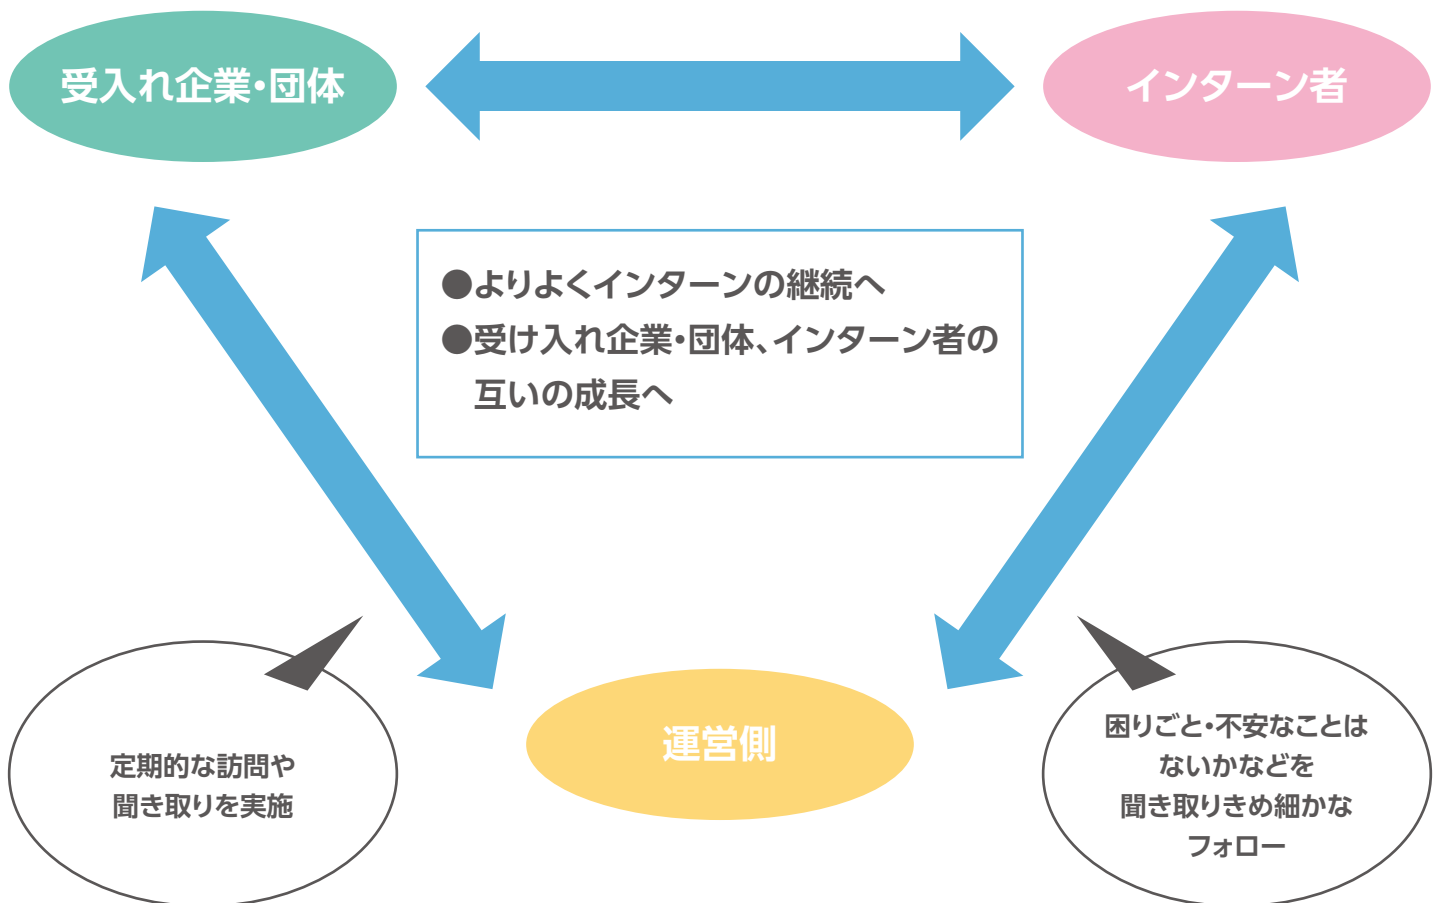 受入れ企業・団体
インターン者
●よりよくインターンの継続へ
●受け入れ企業・団体、インターン者の
互いの成長へ
運営側
定期的な訪問や
聞き取りを実施
困りごと・不安なことは
ないかなどを
聞き取りきめ細かな
フォロー